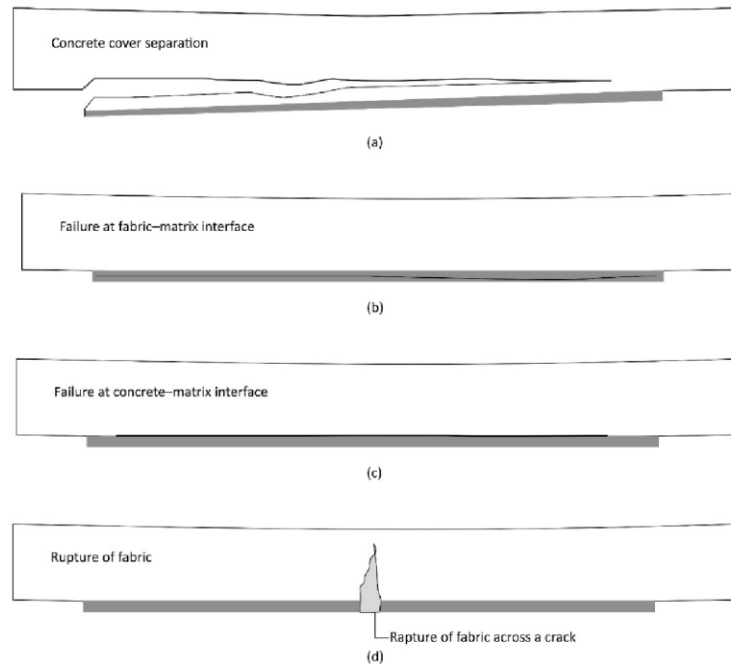 Concrete cover separation
(a)
Failure at fabric–matrix interface
(b)
Failure at concrete–matrix interface
(c)
Rupture of fabric
Rapture of fabric across a crack
(d)